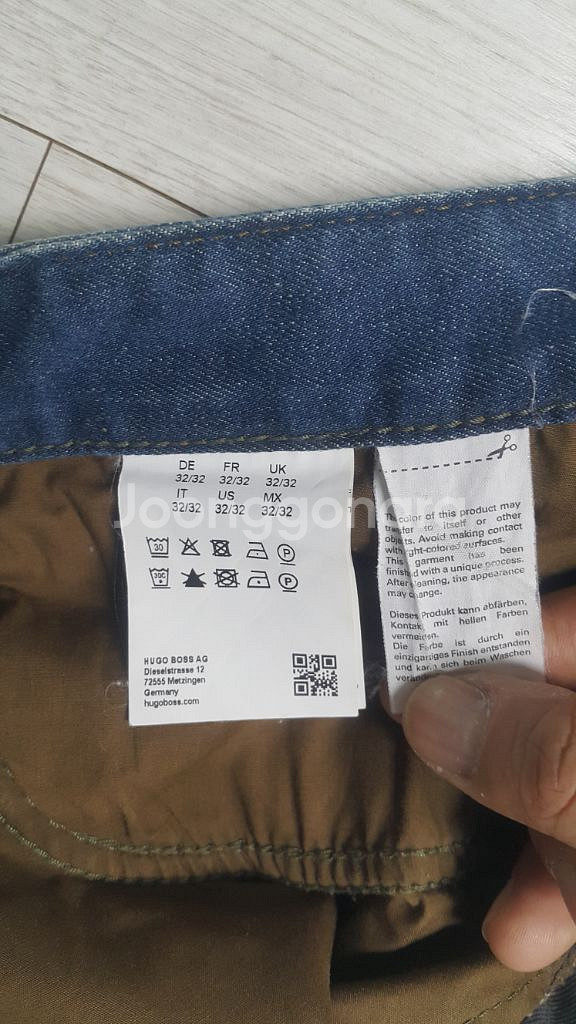 DE FR UK
32/32 32/32 32/32
IT US MX
32/32 32/32 32/32
Joonggonara
30
P
30C
P
HUGO BOSS AG
Dieselstrasse 12
72555 Metzingen
Germany
hugoboss.com
color of this product may
transfer to itself or other
objects. Avoid making contact
with surfaces.
This garment has been
finished with a unique process.
After cleaning, the appearance
may change.
Dieses Produkt kann abfärben,
Kontakt mit hellen Farben
vermeiden.
Die Farbe ist durch ein
einzigartiges Finish entstanden
und kann sich beim Waschen